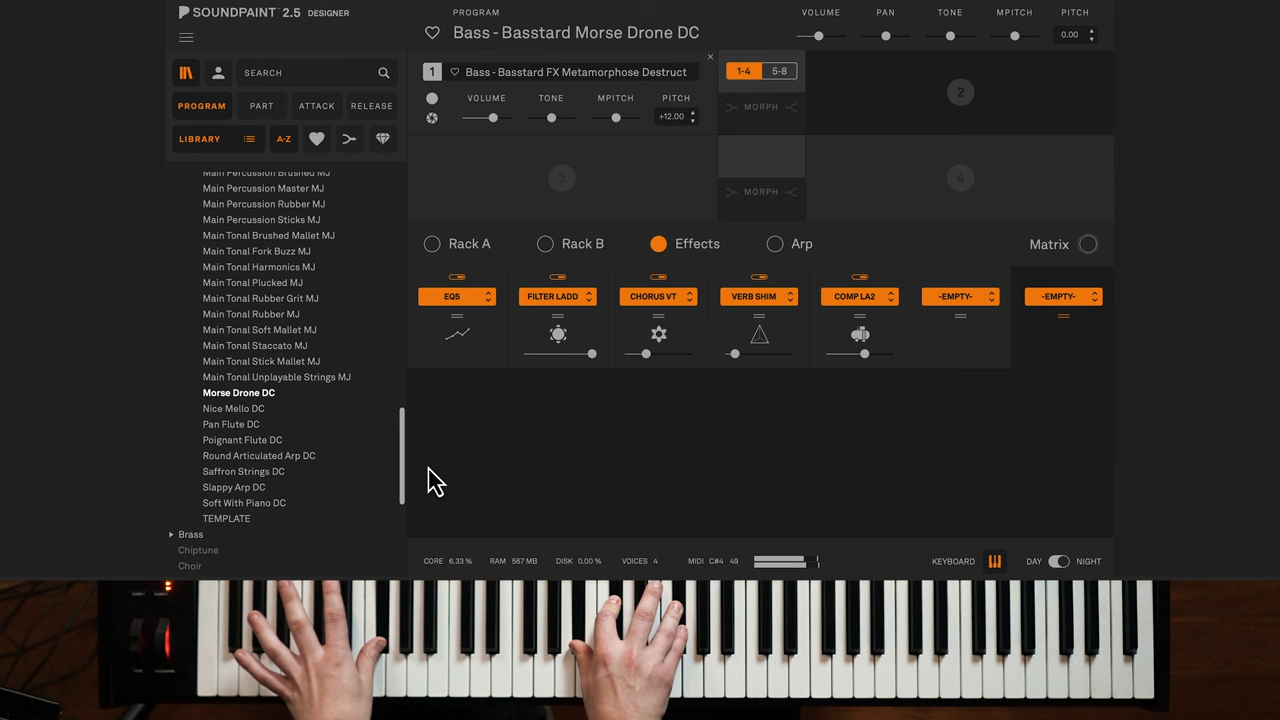 SOUNDPAINT 2.5 DESIGNER
PROGRAM
Bass - Basstard Morse Drone DC
VOLUME PAN TONE MPITCH PITCH
0.00
SEARCH
PROGRAM PART ATTACK RELEASE
LIBRARY A-Z
Main Percussion Brushed MJ
Main Percussion Master MJ
Main Percussion Rubber MJ
Main Percussion Sticks MJ
Main Tonal Brushed Mallet MJ
Main Tonal Fork Buzz MJ
Main Tonal Harmonics MJ
Main Tonal Plucked MJ
Main Tonal Rubber Grit MJ
Main Tonal Rubber MJ
Main Tonal Soft Mallet MJ
Main Tonal Staccato MJ
Main Tonal Stick Mallet MJ
Main Tonal Unplayable Strings MJ
Morse Drone DC
Nice Mello DC
Pan Flute DC
Poignant Flute DC
Round Articulated Arp DC
Saffron Strings DC
Slappy Arp DC
Soft With Piano DC
TEMPLATE
Brass
Chiptune
Choir
1 Bass - Basstard FX Metamorphose Destruct
VOLUME TONE MPITCH PITCH
+12.00
1-4 5-8
MORPH
2
3
MORPH
4
Rack A Rack B Effects Arp Matrix
EQ5 FILTER LADD CHORUS VT VERB SHIM COMP LA2 -EMPTY- -EMPTY-
CORE 6.33 % RAM 567 MB DISK 0.00 % VOICES 4 MIDI C#4 49 KEYBOARD DAY NIGHT